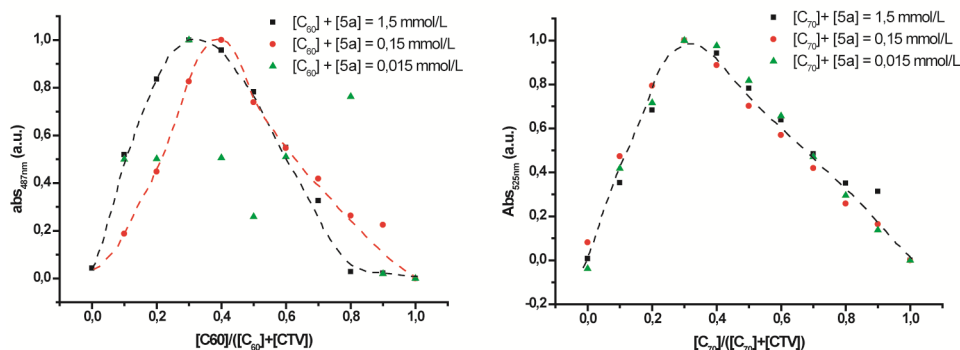 [C₆₀] + [5a] = 1,5 mmol/L
[C₆₀] + [5a] = 0,15 mmol/L
[C₆₀] + [5a] = 0,015 mmol/L
1,0
0,8
0,6
0,4
0,2
0,0
abs₄₈₇nm (a.u.)
0,0 0,2 0,4 0,6 0,8 1,0
[C60]/([C₆₀]+[CTV])
[C₇₀]+ [5a] = 1,5 mmol/L
[C₇₀]+ [5a] = 0,15 mmol/L
[C₇₀]+ [5a] = 0,015 mmol/L
1,0
0,8
0,6
0,4
0,2
0,0
-0,2
Abs₅₂₅nm (a.u.)
0,0 0,2 0,4 0,6 0,8 1,0
[C₇₀]/([C₇₀]+[CTV])